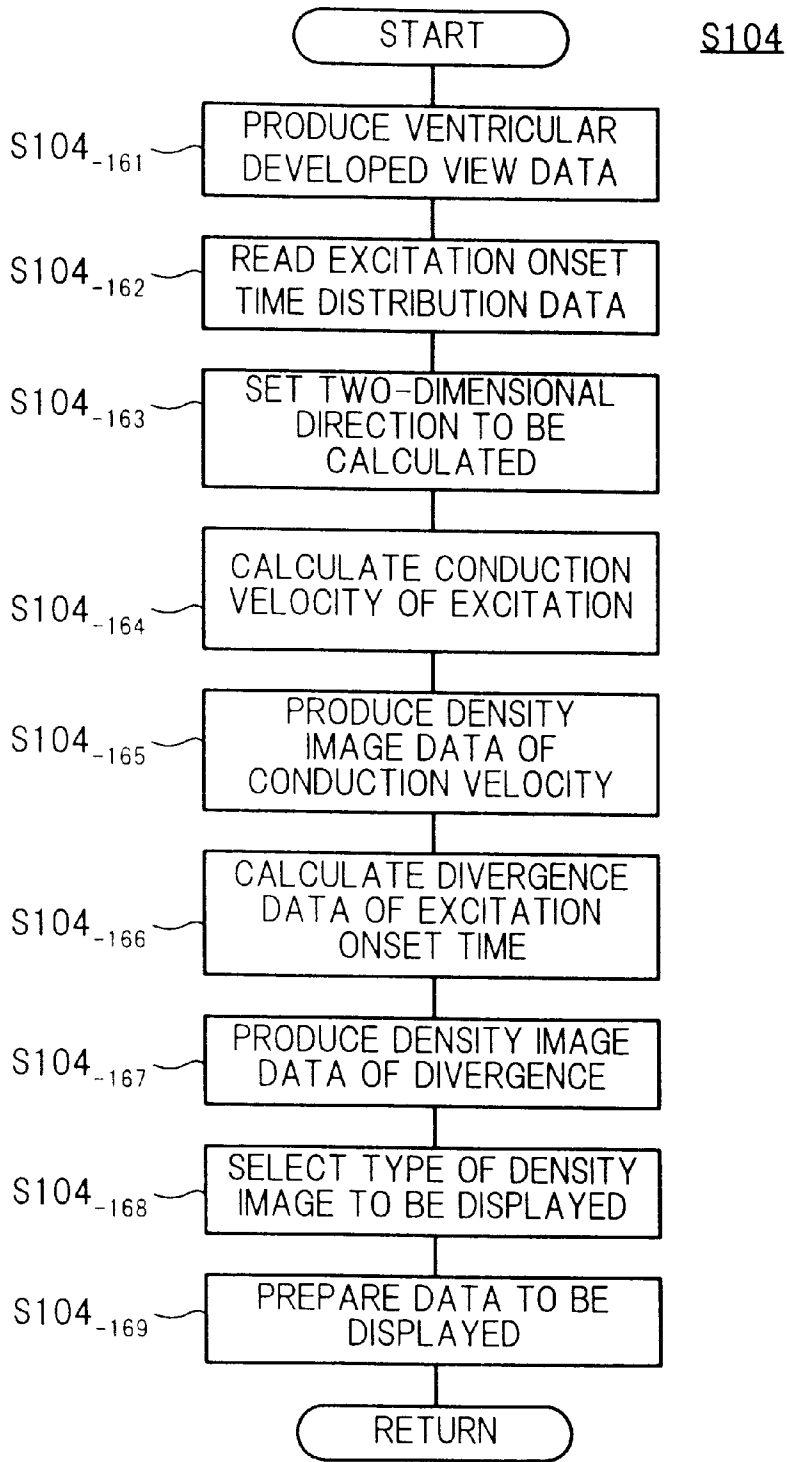 START
S104
S104-161
PRODUCE VENTRICULAR
DEVELOPED VIEW DATA
S104-162
READ EXCITATION ONSET
TIME DISTRIBUTION DATA
S104-163
SET TWO-DIMENSIONAL
DIRECTION TO BE
CALCULATED
S104-164
CALCULATE CONDUCTION
VELOCITY OF EXCITATION
S104-165
PRODUCE DENSITY
IMAGE DATA OF
CONDUCTION VELOCITY
S104-166
CALCULATE DIVERGENCE
DATA OF EXCITATION
ONSET TIME
S104-167
PRODUCE DENSITY IMAGE
DATA OF DIVERGENCE
S104-168
SELECT TYPE OF DENSITY
IMAGE TO BE DISPLAYED
S104-169
PREPARE DATA TO BE
DISPLAYED
RETURN